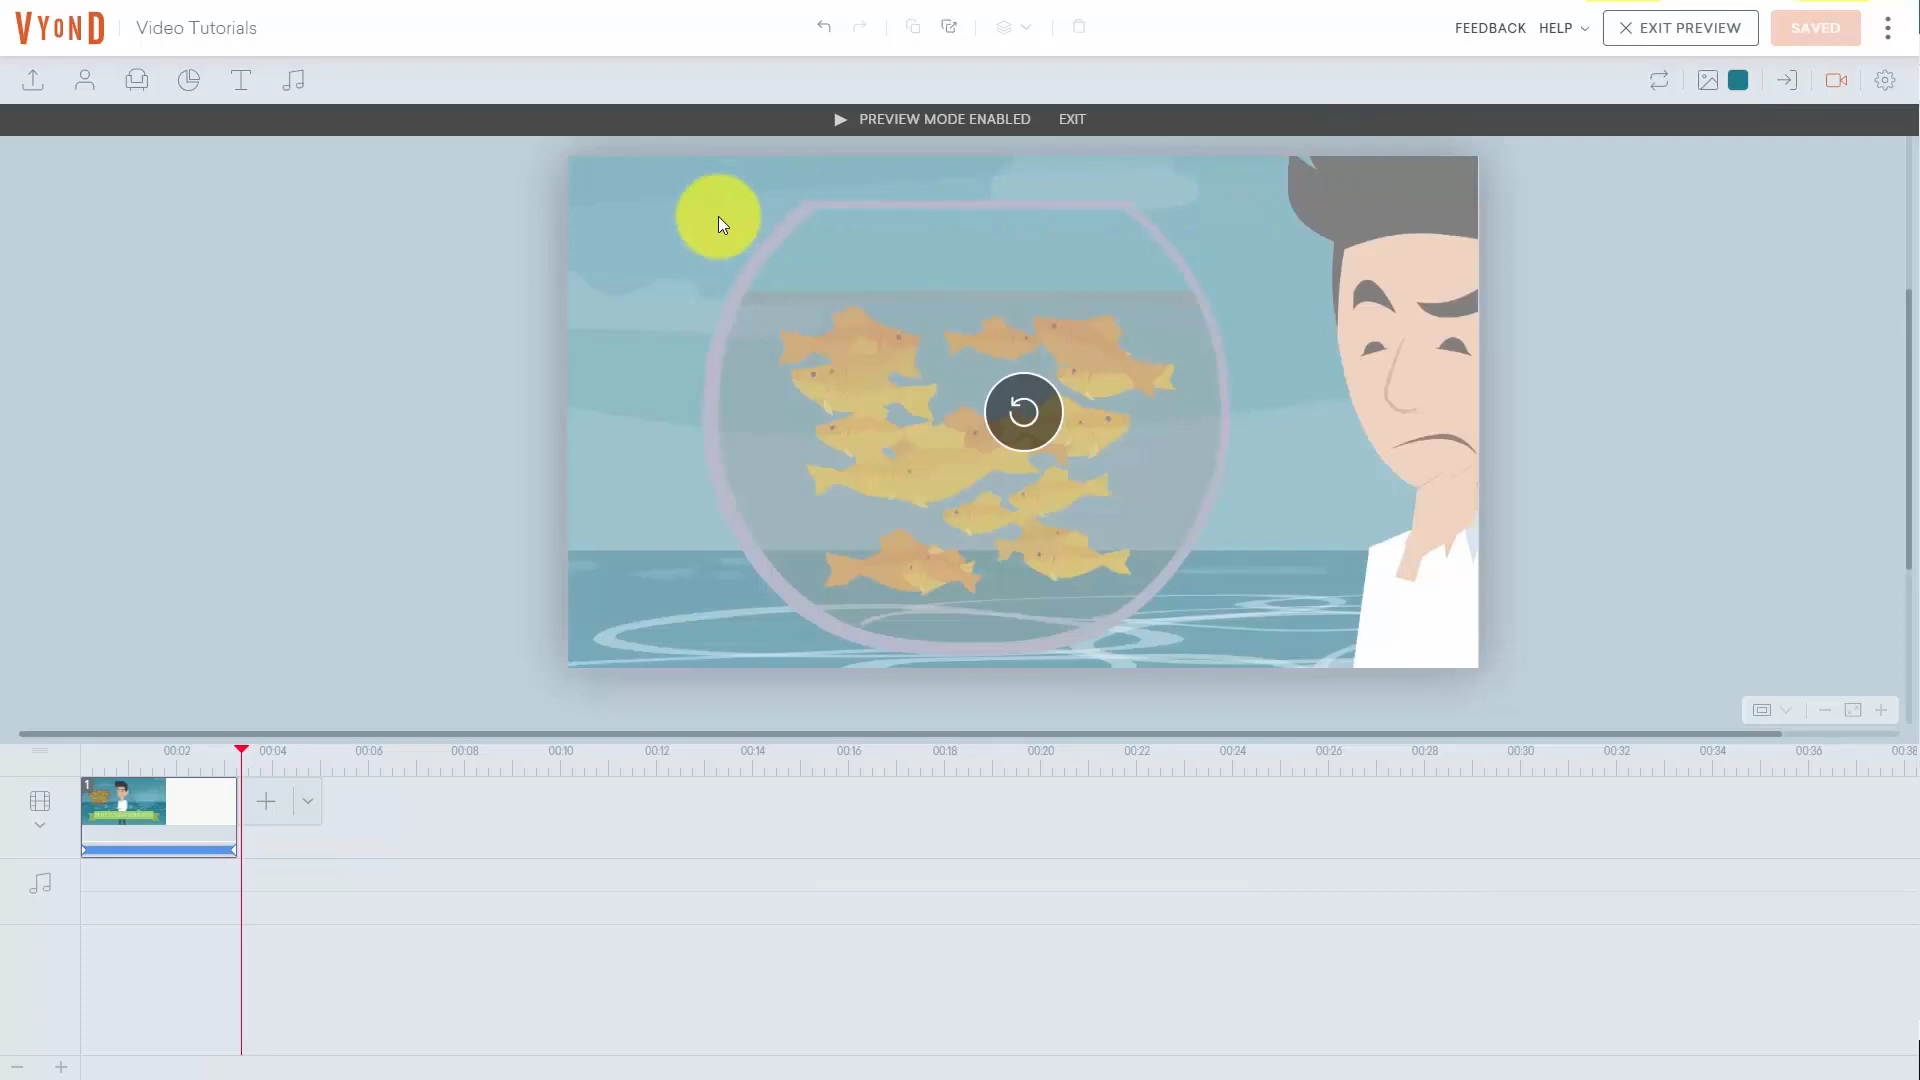 VYOND
Video Tutorials
FEEDBACK HELP
EXIT PREVIEW
SAVED
PREVIEW MODE ENABLED EXIT
00:02 00:04 00:06 00:08 00:10 00:12 00:14 00:16 00:18 00:20 00:22 00:24 00:26 00:28 00:30 00:32 00:34 00:36 00:38
1